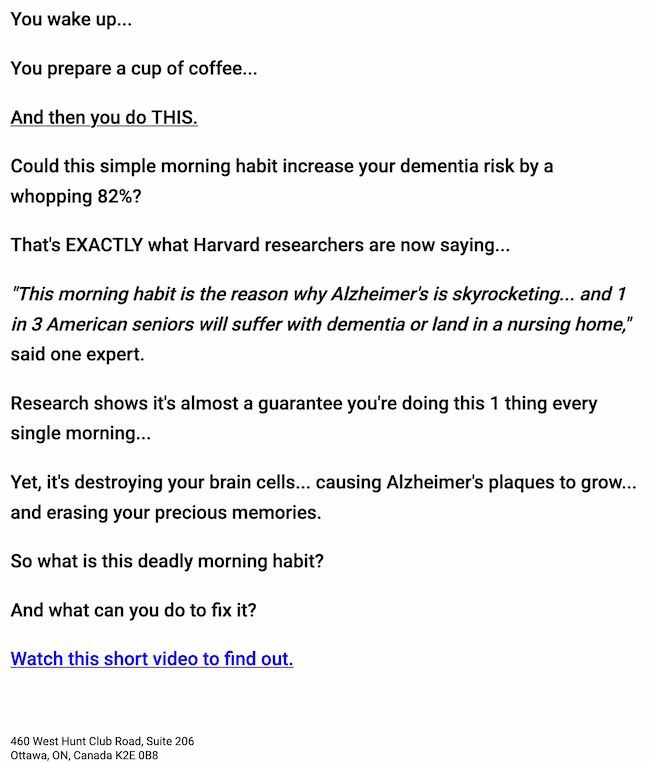 You wake up...
You prepare a cup of coffee...
And then you do THIS.
Could this simple morning habit increase your dementia risk by a
whopping 82%?
That's EXACTLY what Harvard researchers are now saying...
"This morning habit is the reason why Alzheimer's is skyrocketing... and 1
in 3 American seniors will suffer with dementia or land in a nursing home,"
said one expert.
Research shows it's almost a guarantee you're doing this 1 thing every
single morning...
Yet, it's destroying your brain cells... causing Alzheimer's plaques to grow...
and erasing your precious memories.
So what is this deadly morning habit?
And what can you do to fix it?
Watch this short video to find out.
460 West Hunt Club Road, Suite 206
Ottawa, ON, Canada K2E 0B8